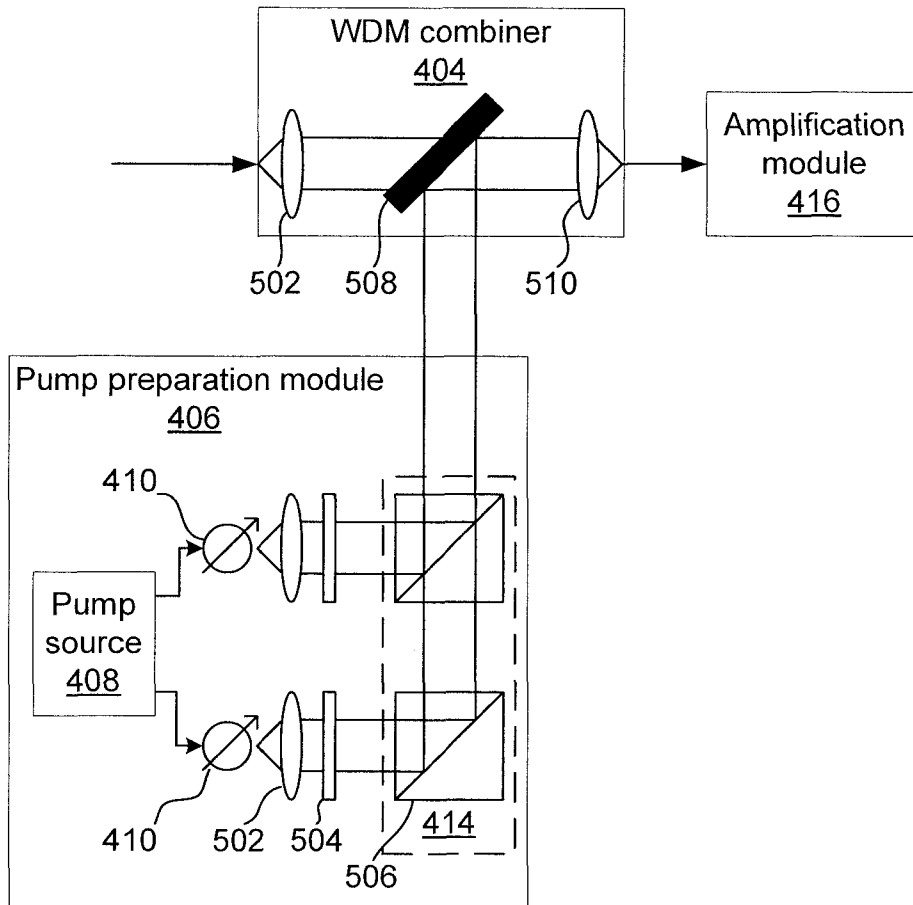 WDM combiner
404
Amplification
module
416
502
508
510
Pump preparation module
406
410
Pump
source
408
410
502
504
506
414